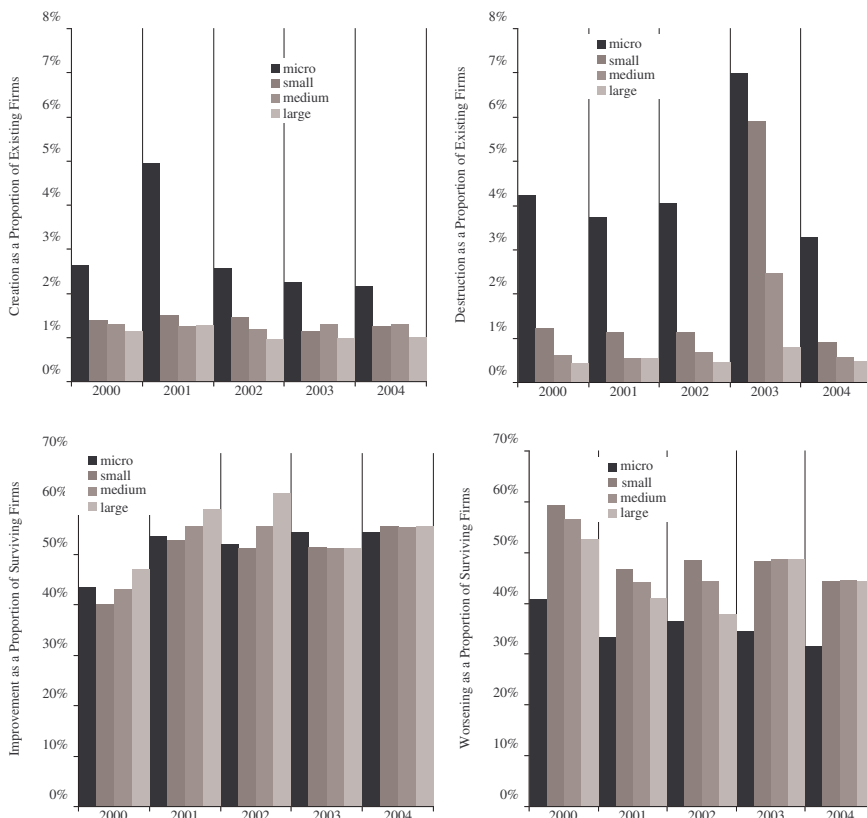 Creation as a Proportion of Existing Firms
8%
7%
6%
5%
4%
3%
2%
1%
0%
micro
small
medium
large
2000 2001 2002 2003 2004
Destruction as a Proportion of Existing Firms
8%
7%
6%
5%
4%
3%
2%
1%
0%
micro
small
medium
large
2000 2001 2002 2003 2004
Improvement as a Proportion of Surviving Firms
70%
60%
50%
40%
30%
20%
10%
0%
micro
small
medium
large
2000 2001 2002 2003 2004
Worsening as a Proportion of Surviving Firms
70%
60%
50%
40%
30%
20%
10%
0%
micro
small
medium
large
2000 2001 2002 2003 2004